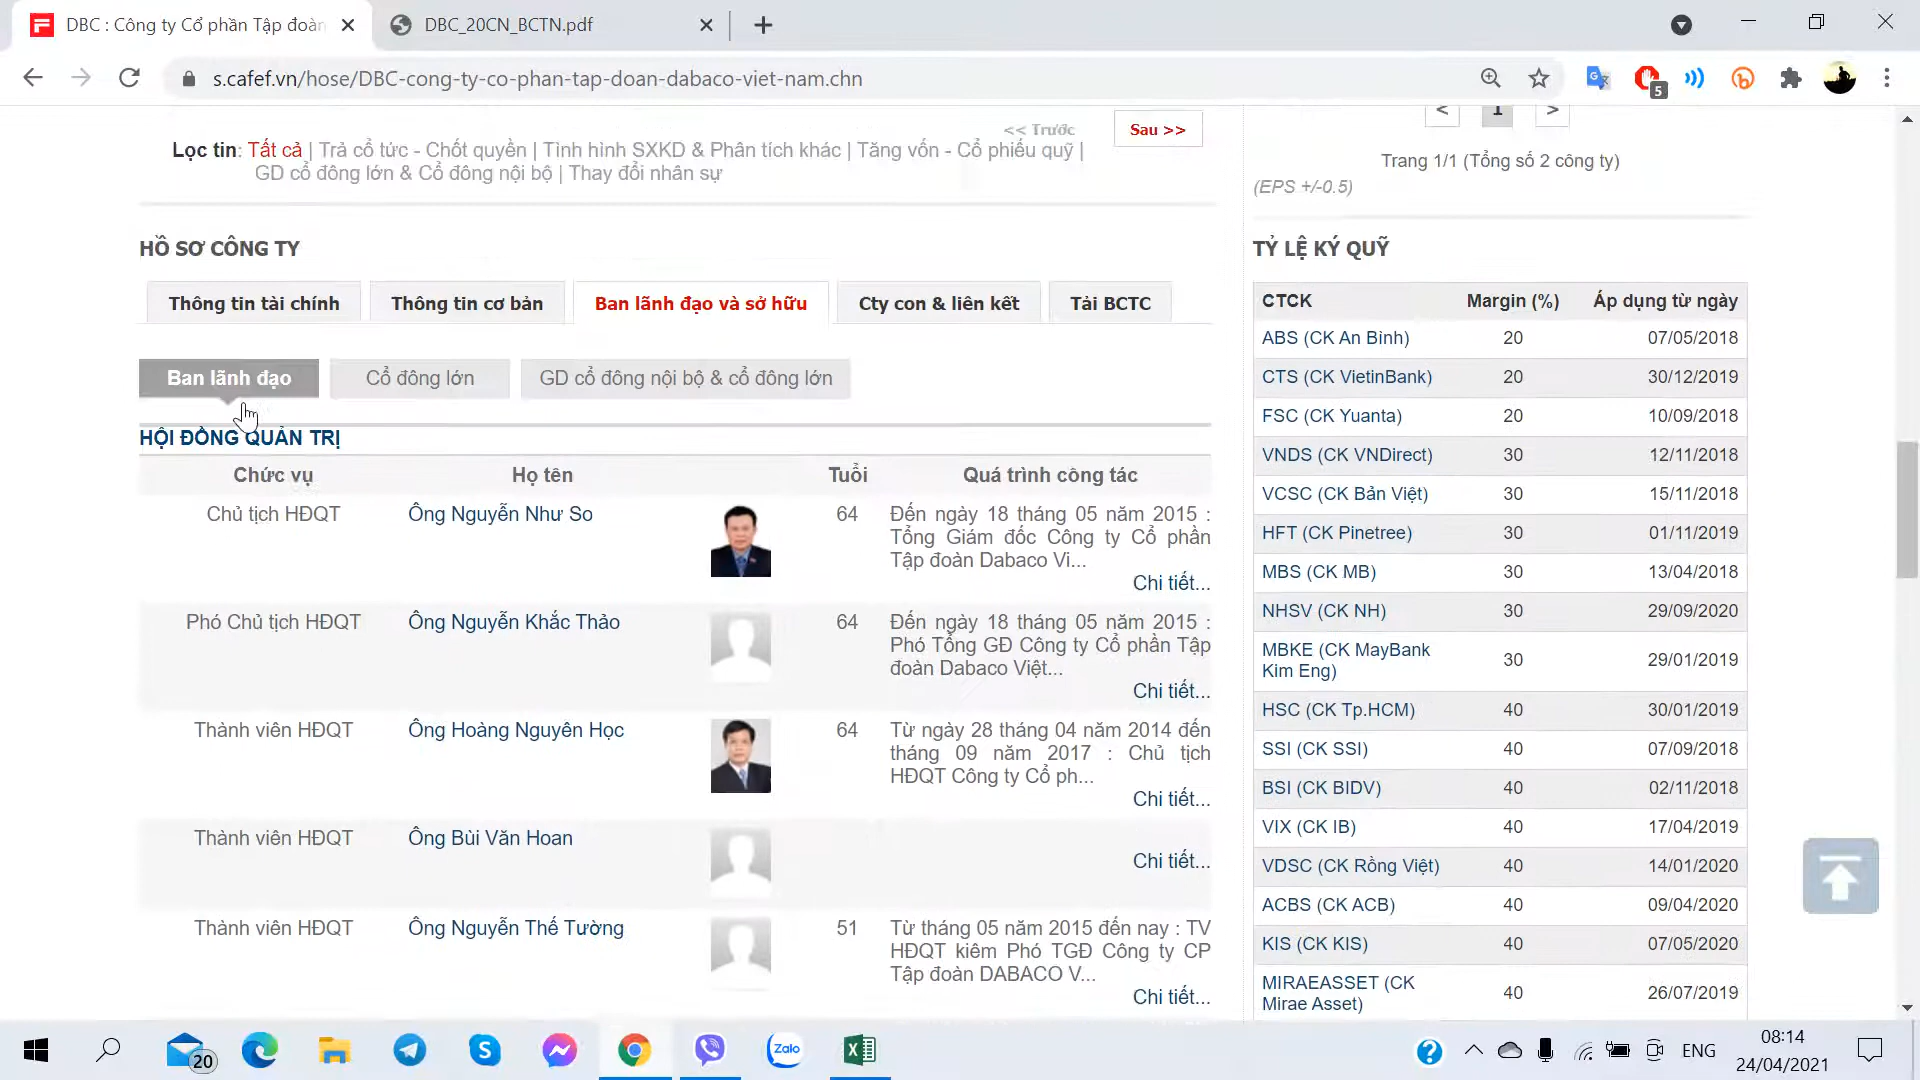 DBC : Công ty Cổ phần Tập đoàn
DBC_20CN_BCTN.pdf
s.cafef.vn/hose/DBC-cong-ty-co-phan-tap-doan-dabaco-viet-nam.chn
5
<< Trước
Sau >>
Lọc tin: Tất cả | Trả cổ tức - Chốt quyền | Tình hình SXKD & Phân tích khác | Tăng vốn - Cổ phiếu quỹ |
GD cổ đông lớn & Cổ đông nội bộ | Thay đổi nhân sự
HỒ SƠ CÔNG TY
Thông tin tài chính
Thông tin cơ bản
Ban lãnh đạo và sở hữu
Cty con & liên kết
Tải BCTC
Ban lãnh đạo
Cổ đông lớn
GD cổ đông nội bộ & cổ đông lớn
HỘI ĐỒNG QUẢN TRỊ
Chức vụ Họ tên Tuổi Quá trình công tác
Chủ tịch HĐQT Ông Nguyễn Như So 64 Đến ngày 18 tháng 05 năm 2015 :
Tổng Giám đốc Công ty Cổ phần
Tập đoàn Dabaco Vi...
Chi tiết...
Phó Chủ tịch HĐQT Ông Nguyễn Khắc Thảo 64 Đến ngày 18 tháng 05 năm 2015 :
Phó Tổng GĐ Công ty Cổ phần Tập
đoàn Dabaco Việt...
Chi tiết...
Thành viên HĐQT Ông Hoàng Nguyên Học 64 Từ ngày 28 tháng 04 năm 2014 đến
tháng 09 năm 2017 : Chủ tịch
HĐQT Công ty Cổ ph...
Chi tiết...
Thành viên HĐQT Ông Bùi Văn Hoan
Chi tiết...
Thành viên HĐQT Ông Nguyễn Thế Tường 51 Từ tháng 05 năm 2015 đến nay : TV
HĐQT kiêm Phó TGĐ Công ty CP
Tập đoàn DABACO V...
Chi tiết...
< 1 >
Trang 1/1 (Tổng số 2 công ty)
(EPS +/-0.5)
TỶ LỆ KÝ QUỸ
CTCK Margin (%) Áp dụng từ ngày
ABS (CK An Bình) 20 07/05/2018
CTS (CK VietinBank) 20 30/12/2019
FSC (CK Yuanta) 20 10/09/2018
VNDS (CK VNDirect) 30 12/11/2018
VCSC (CK Bản Việt) 30 15/11/2018
HFT (CK Pinetree) 30 01/11/2019
MBS (CK MB) 30 13/04/2018
NHSV (CK NH) 30 29/09/2020
MBKE (CK MayBank
Kim Eng) 30 29/01/2019
HSC (CK Tp.HCM) 40 30/01/2019
SSI (CK SSI) 40 07/09/2018
BSI (CK BIDV) 40 02/11/2018
VIX (CK IB) 40 17/04/2019
VDSC (CK Rồng Việt) 40 14/01/2020
ACBS (CK ACB) 40 09/04/2020
KIS (CK KIS) 40 07/05/2020
MIRAEASSET (CK
Mirae Asset) 40 26/07/2019
20
Zalo
ENG
08:14
24/04/2021